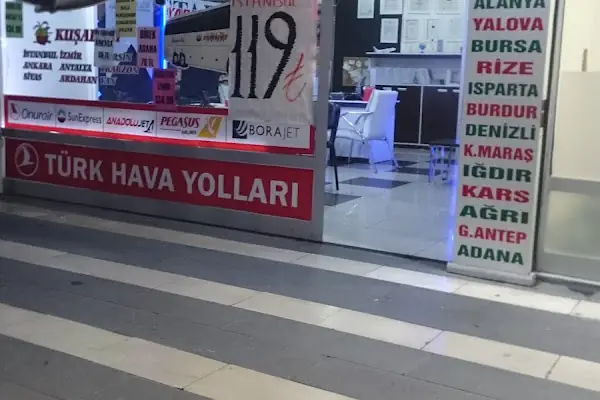 KUŞAD
İSTANBUL İZMİR
ANKARA ANTALYA
SİVAS ARDAHAN
İSTANBUL
119 ₺
Onurair
SunExpress
ANADOLUJET
PEGASUS
BORAJET
TÜRK HAVA YOLLARI
ALANYA
YALOVA
BURSA
RİZE
ISPARTA
BURDUR
DENİZLİ
K.MARAŞ
IĞDIR
KARS
AĞRI
G.ANTEP
ADANA